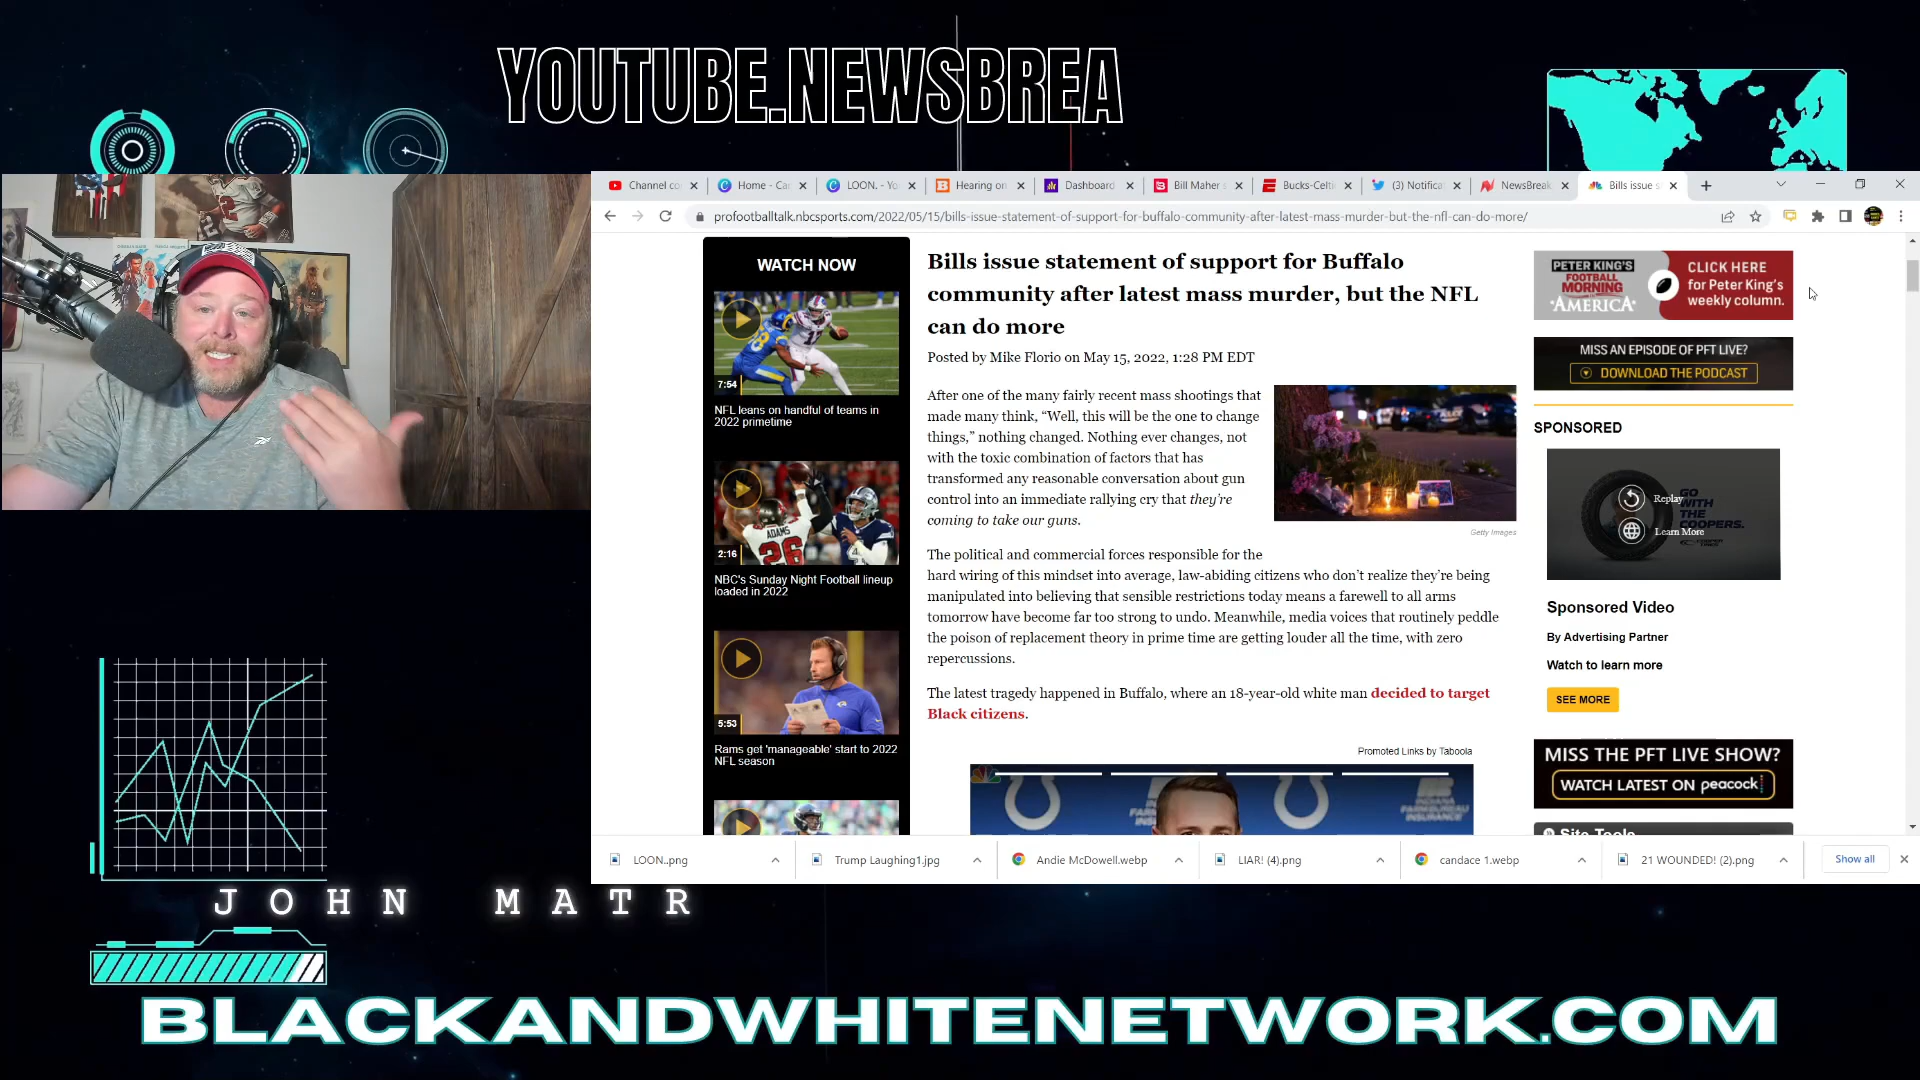 YOUTUBE.NEWSBREA
Channel co
Home - Ca
LOON. - Yo
Hearing on
Dashboard
Bill Maher s
Bucks-Celti
(3) Notifica
NewsBreak
Bills issue s
profootballtalk.nbcsports.com/2022/05/15/bills-issue-statement-of-support-for-buffalo-community-after-latest-mass-murder-but-the-nfl-can-do-more/
WATCH NOW
7:54
NFL leans on handful of teams in
2022 primetime
ADAMS
26
2:16
NBC's Sunday Night Football lineup
loaded in 2022
5:53
Rams get 'manageable' start to 2022
NFL season
Bills issue statement of support for Buffalo
community after latest mass murder, but the NFL
can do more
Posted by Mike Florio on May 15, 2022, 1:28 PM EDT
After one of the many fairly recent mass shootings that
made many think, “Well, this will be the one to change
things,” nothing changed. Nothing ever changes, not
with the toxic combination of factors that has
transformed any reasonable conversation about gun
control into an immediate rallying cry that they’re
coming to take our guns.
Getty Images
The political and commercial forces responsible for the
hard wiring of this mindset into average, law-abiding citizens who don’t realize they’re being
manipulated into believing that sensible restrictions today means a farewell to all arms
tomorrow have become far too strong to undo. Meanwhile, media voices that routinely peddle
the poison of replacement theory in prime time are getting louder all the time, with zero
repercussions.
The latest tragedy happened in Buffalo, where an 18-year-old white man decided to target
Black citizens.
Promoted Links by Taboola
INDIANA
FARM BUREAU
INSURANCE
PETER KING'S
FOOTBALL
MORNING
IN
AMERICA
CLICK HERE
for Peter King's
weekly column.
MISS AN EPISODE OF PFT LIVE?
DOWNLOAD THE PODCAST
SPONSORED
Replay
Learn More
GO
WITH
THE
COOPERS.
Sponsored Video
By Advertising Partner
Watch to learn more
SEE MORE
MISS THE PFT LIVE SHOW?
WATCH LATEST ON peacock
Site Tools
LOON..png
Trump Laughing1.jpg
Andie McDowell.webp
LIAR! (4).png
candace 1.webp
21 WOUNDED! (2).png
Show all
JOHN MATR
BLACKANDWHITENETWORK.COM